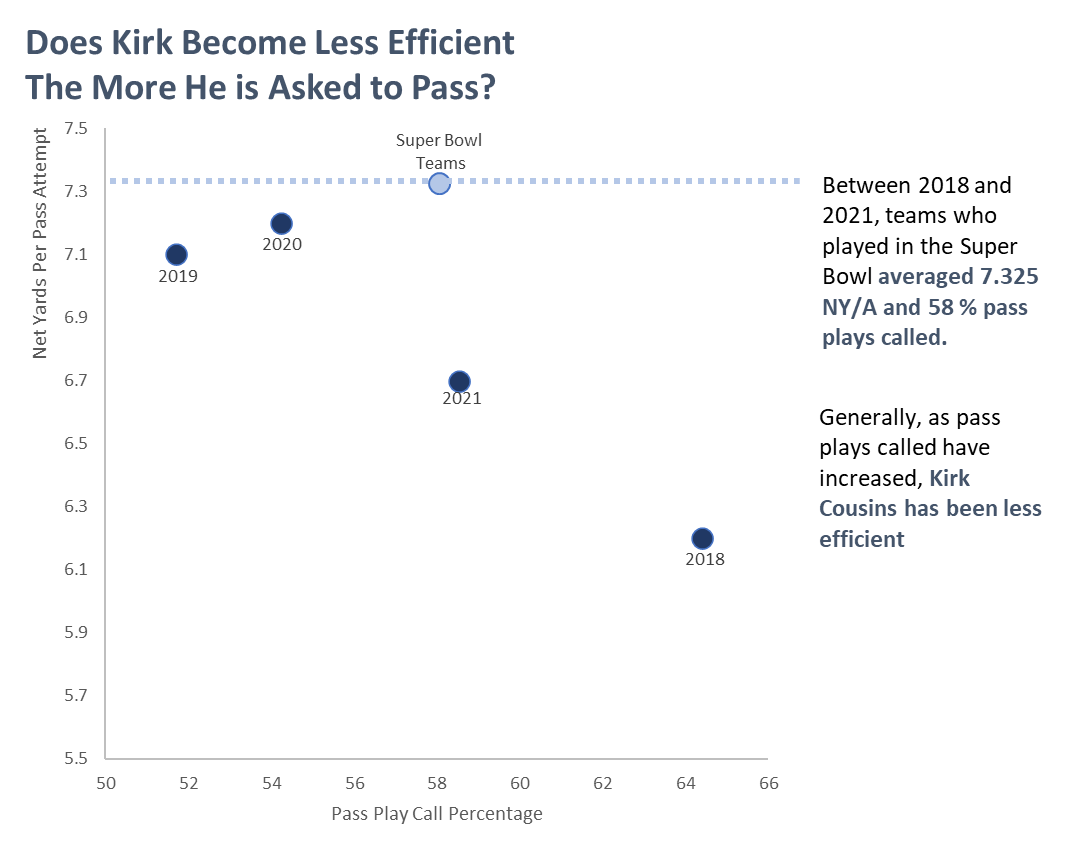 Does Kirk Become Less Efficient
The More He is Asked to Pass?
Net Yards Per Pass Attempt
7.5
7.3
7.1
6.9
6.7
6.5
6.3
6.1
5.9
5.7
5.5
Super Bowl
Teams
2019
2020
2021
2018
50
52
54
56
58
60
62
64
66
Pass Play Call Percentage
Between 2018 and
2021, teams who
played in the Super
Bowl averaged 7.325
NY/A and 58 % pass
plays called.
Generally, as pass
plays called have
increased, Kirk
Cousins has been less
efficient